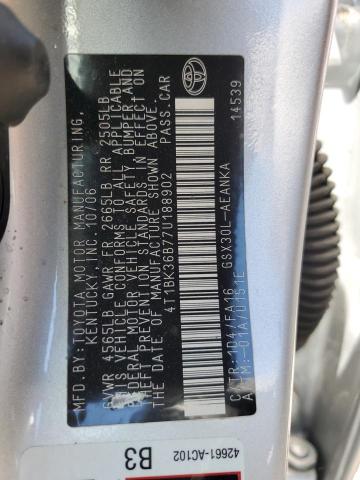 MFD.BY:TOYOTA MOTOR MANUFACTURING,
KENTUCKY, INC. 10/06
GVWR 4565LB GAWR FR 2665LB RR 2505LB
THIS VEHICLE CONFORMS TO ALL APPLICABLE
FEDERAL MOTOR VEHICLE SAFETY, BUMPER, AND
THEFT PREVENTION STANDARDS IN EFFECT ON
THE DATE OF MANUFACTURE SHOWN ABOVE.
4T1BK36B77U188902 PASS.CAR
C/TR:1D4/FA16 GSX30L-AEANKA
A/TM:-01A/U151E 14539
42661-AC102
B3